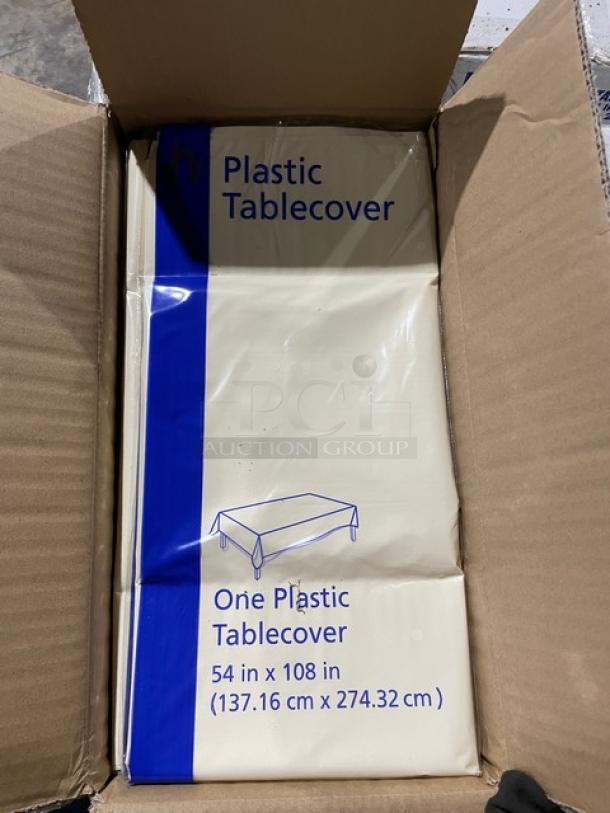 Plastic
Tablecover
PCI
AUCTION GROUP
One Plastic
Tablecover
54 in x 108 in
(137.16 cm x 274.32 cm)